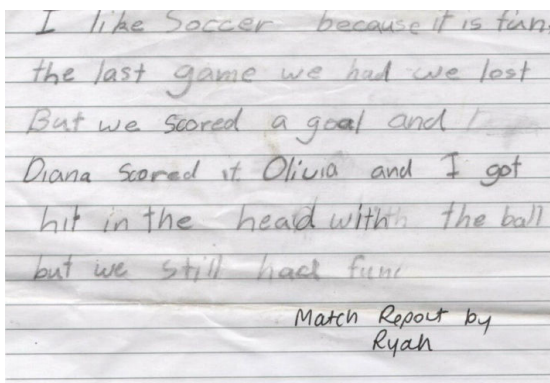 I like Soccer because it is fun.
the last game we had we lost
But we scored a goal and
Diana scored it Olivia and I got
hit in the head with the ball
but we still had fun
Match Report by
Ryah